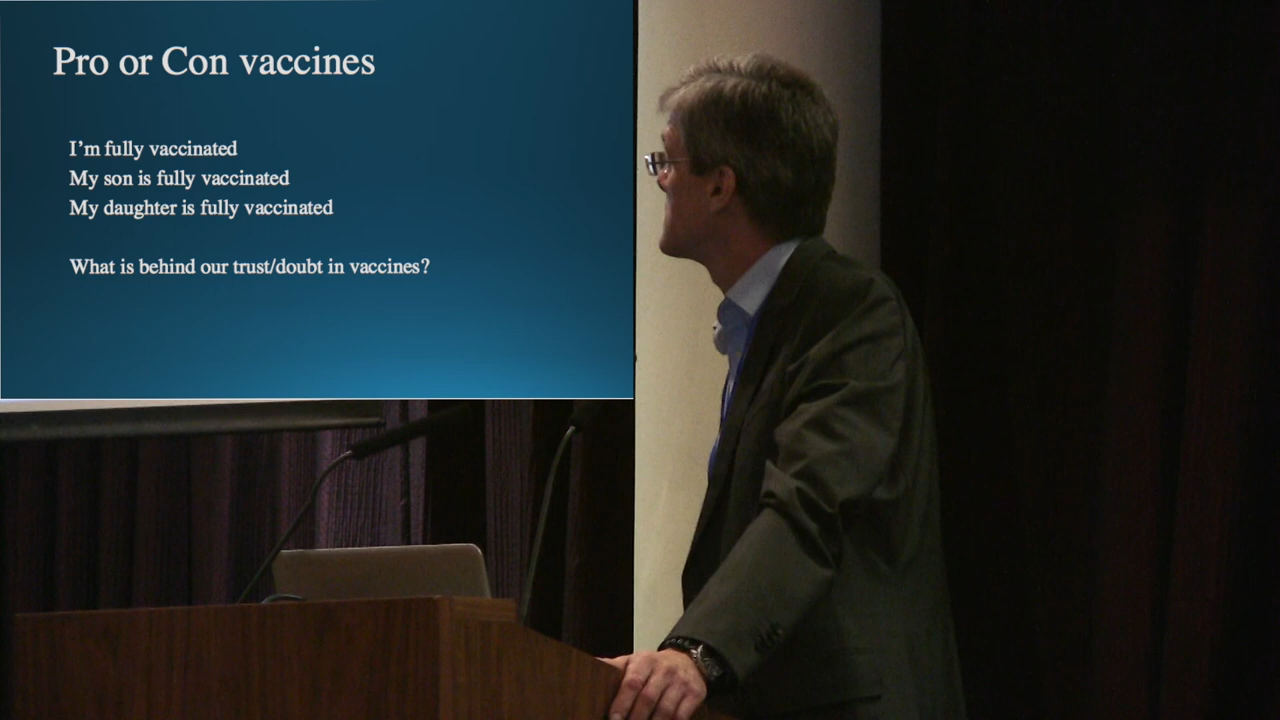 Pro or Con vaccines
I'm fully vaccinated
My son is fully vaccinated
My daughter is fully vaccinated
What is behind our trust/doubt in vaccines?